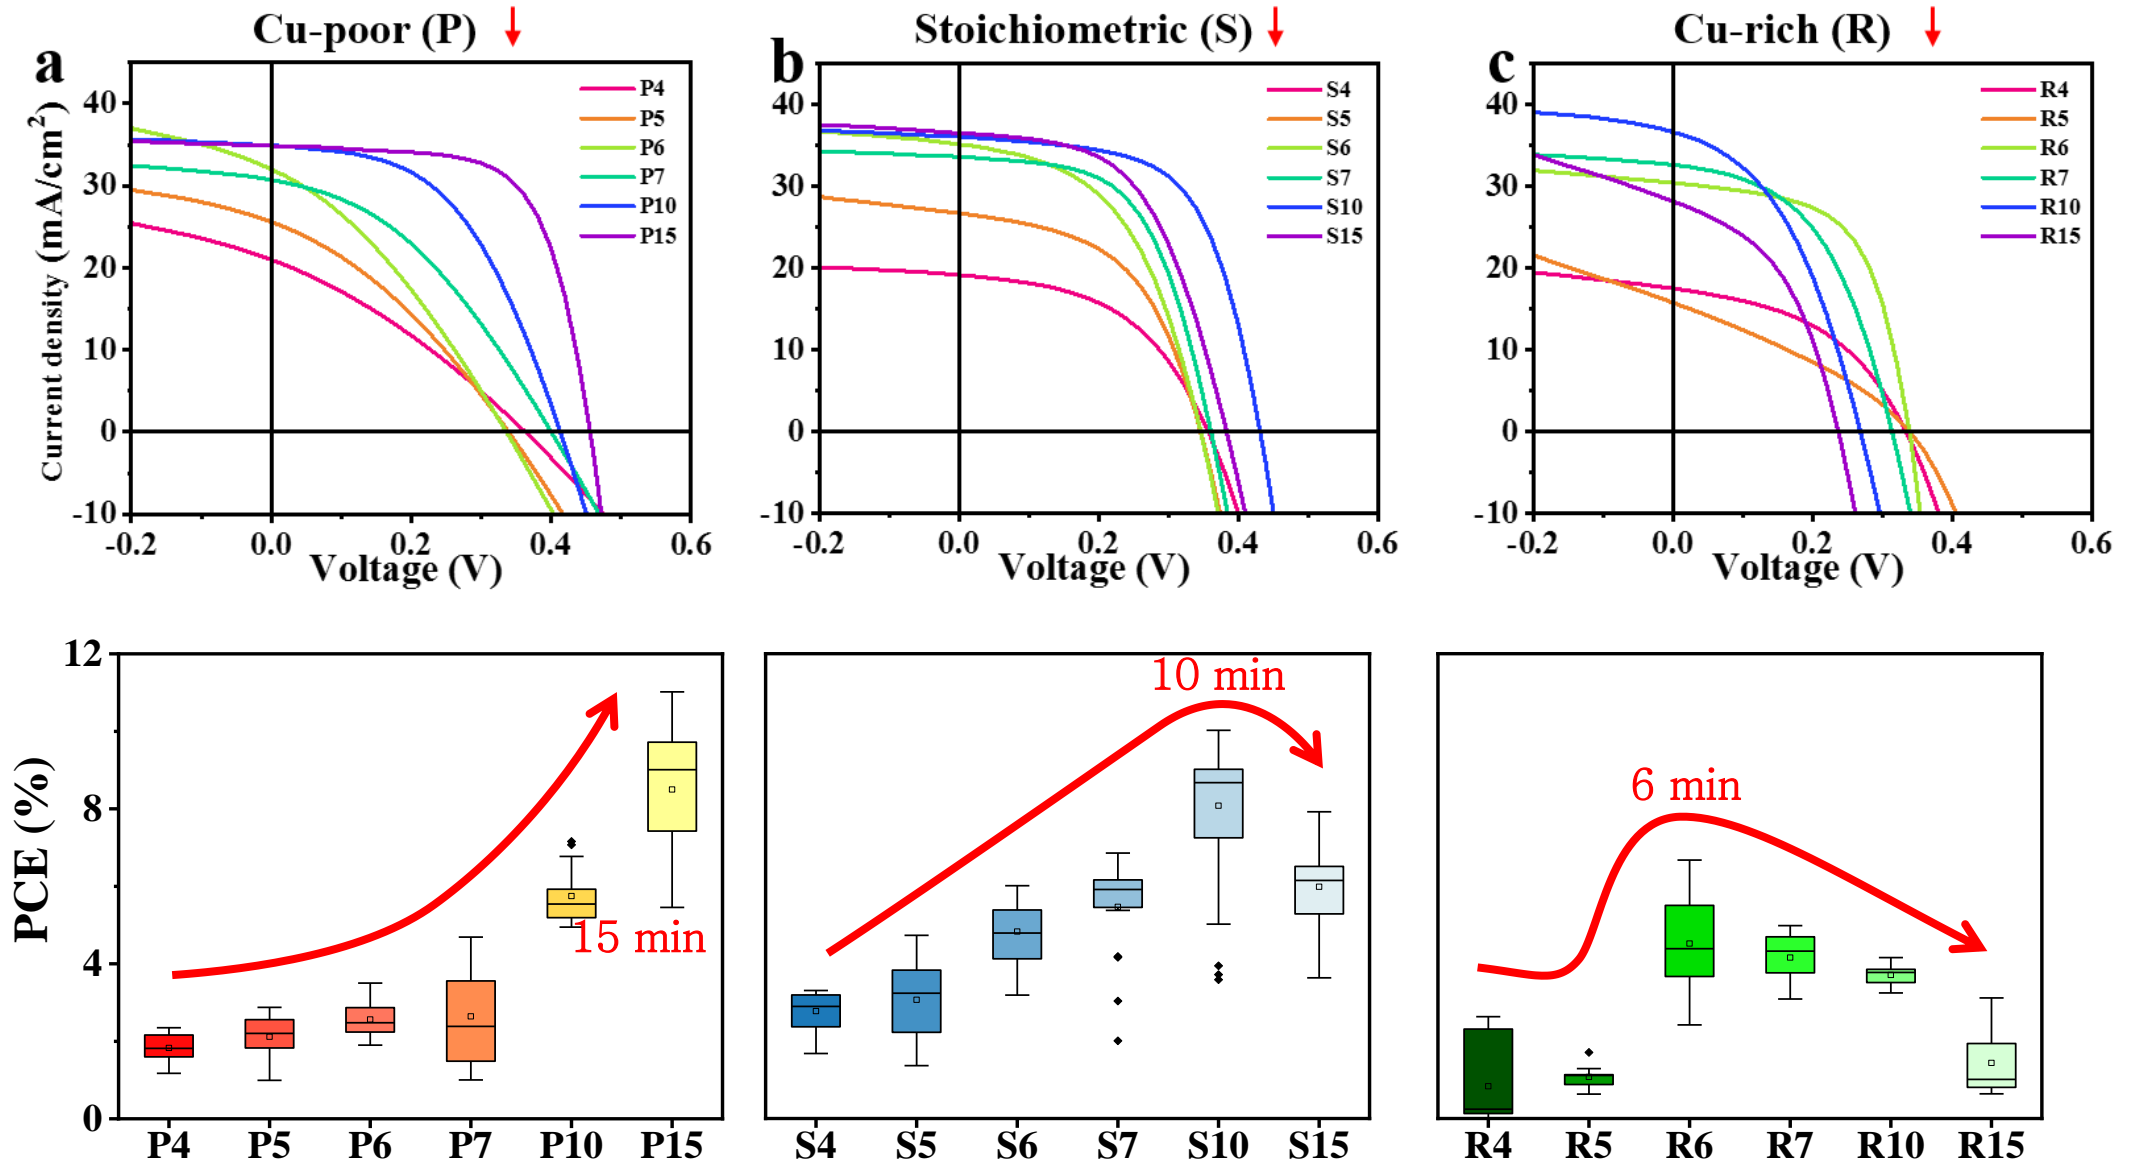 Cu-poor (P)
Stoichiometric (S)
Cu-rich (R)
a
b
c
P4
P5
P6
P7
P10
P15
S4
S5
S6
S7
S10
S15
R4
R5
R6
R7
R10
R15
Current density (mA/cm²)
40
30
20
10
0
-10
40
30
20
10
0
-10
40
30
20
10
0
-10
-0.2 0.0 0.2 0.4 0.6
-0.2 0.0 0.2 0.4 0.6
-0.2 0.0 0.2 0.4 0.6
Voltage (V)
Voltage (V)
Voltage (V)
PCE (%)
12
8
4
0
15 min
10 min
6 min
P4 P5 P6 P7 P10 P15
S4 S5 S6 S7 S10 S15
R4 R5 R6 R7 R10 R15